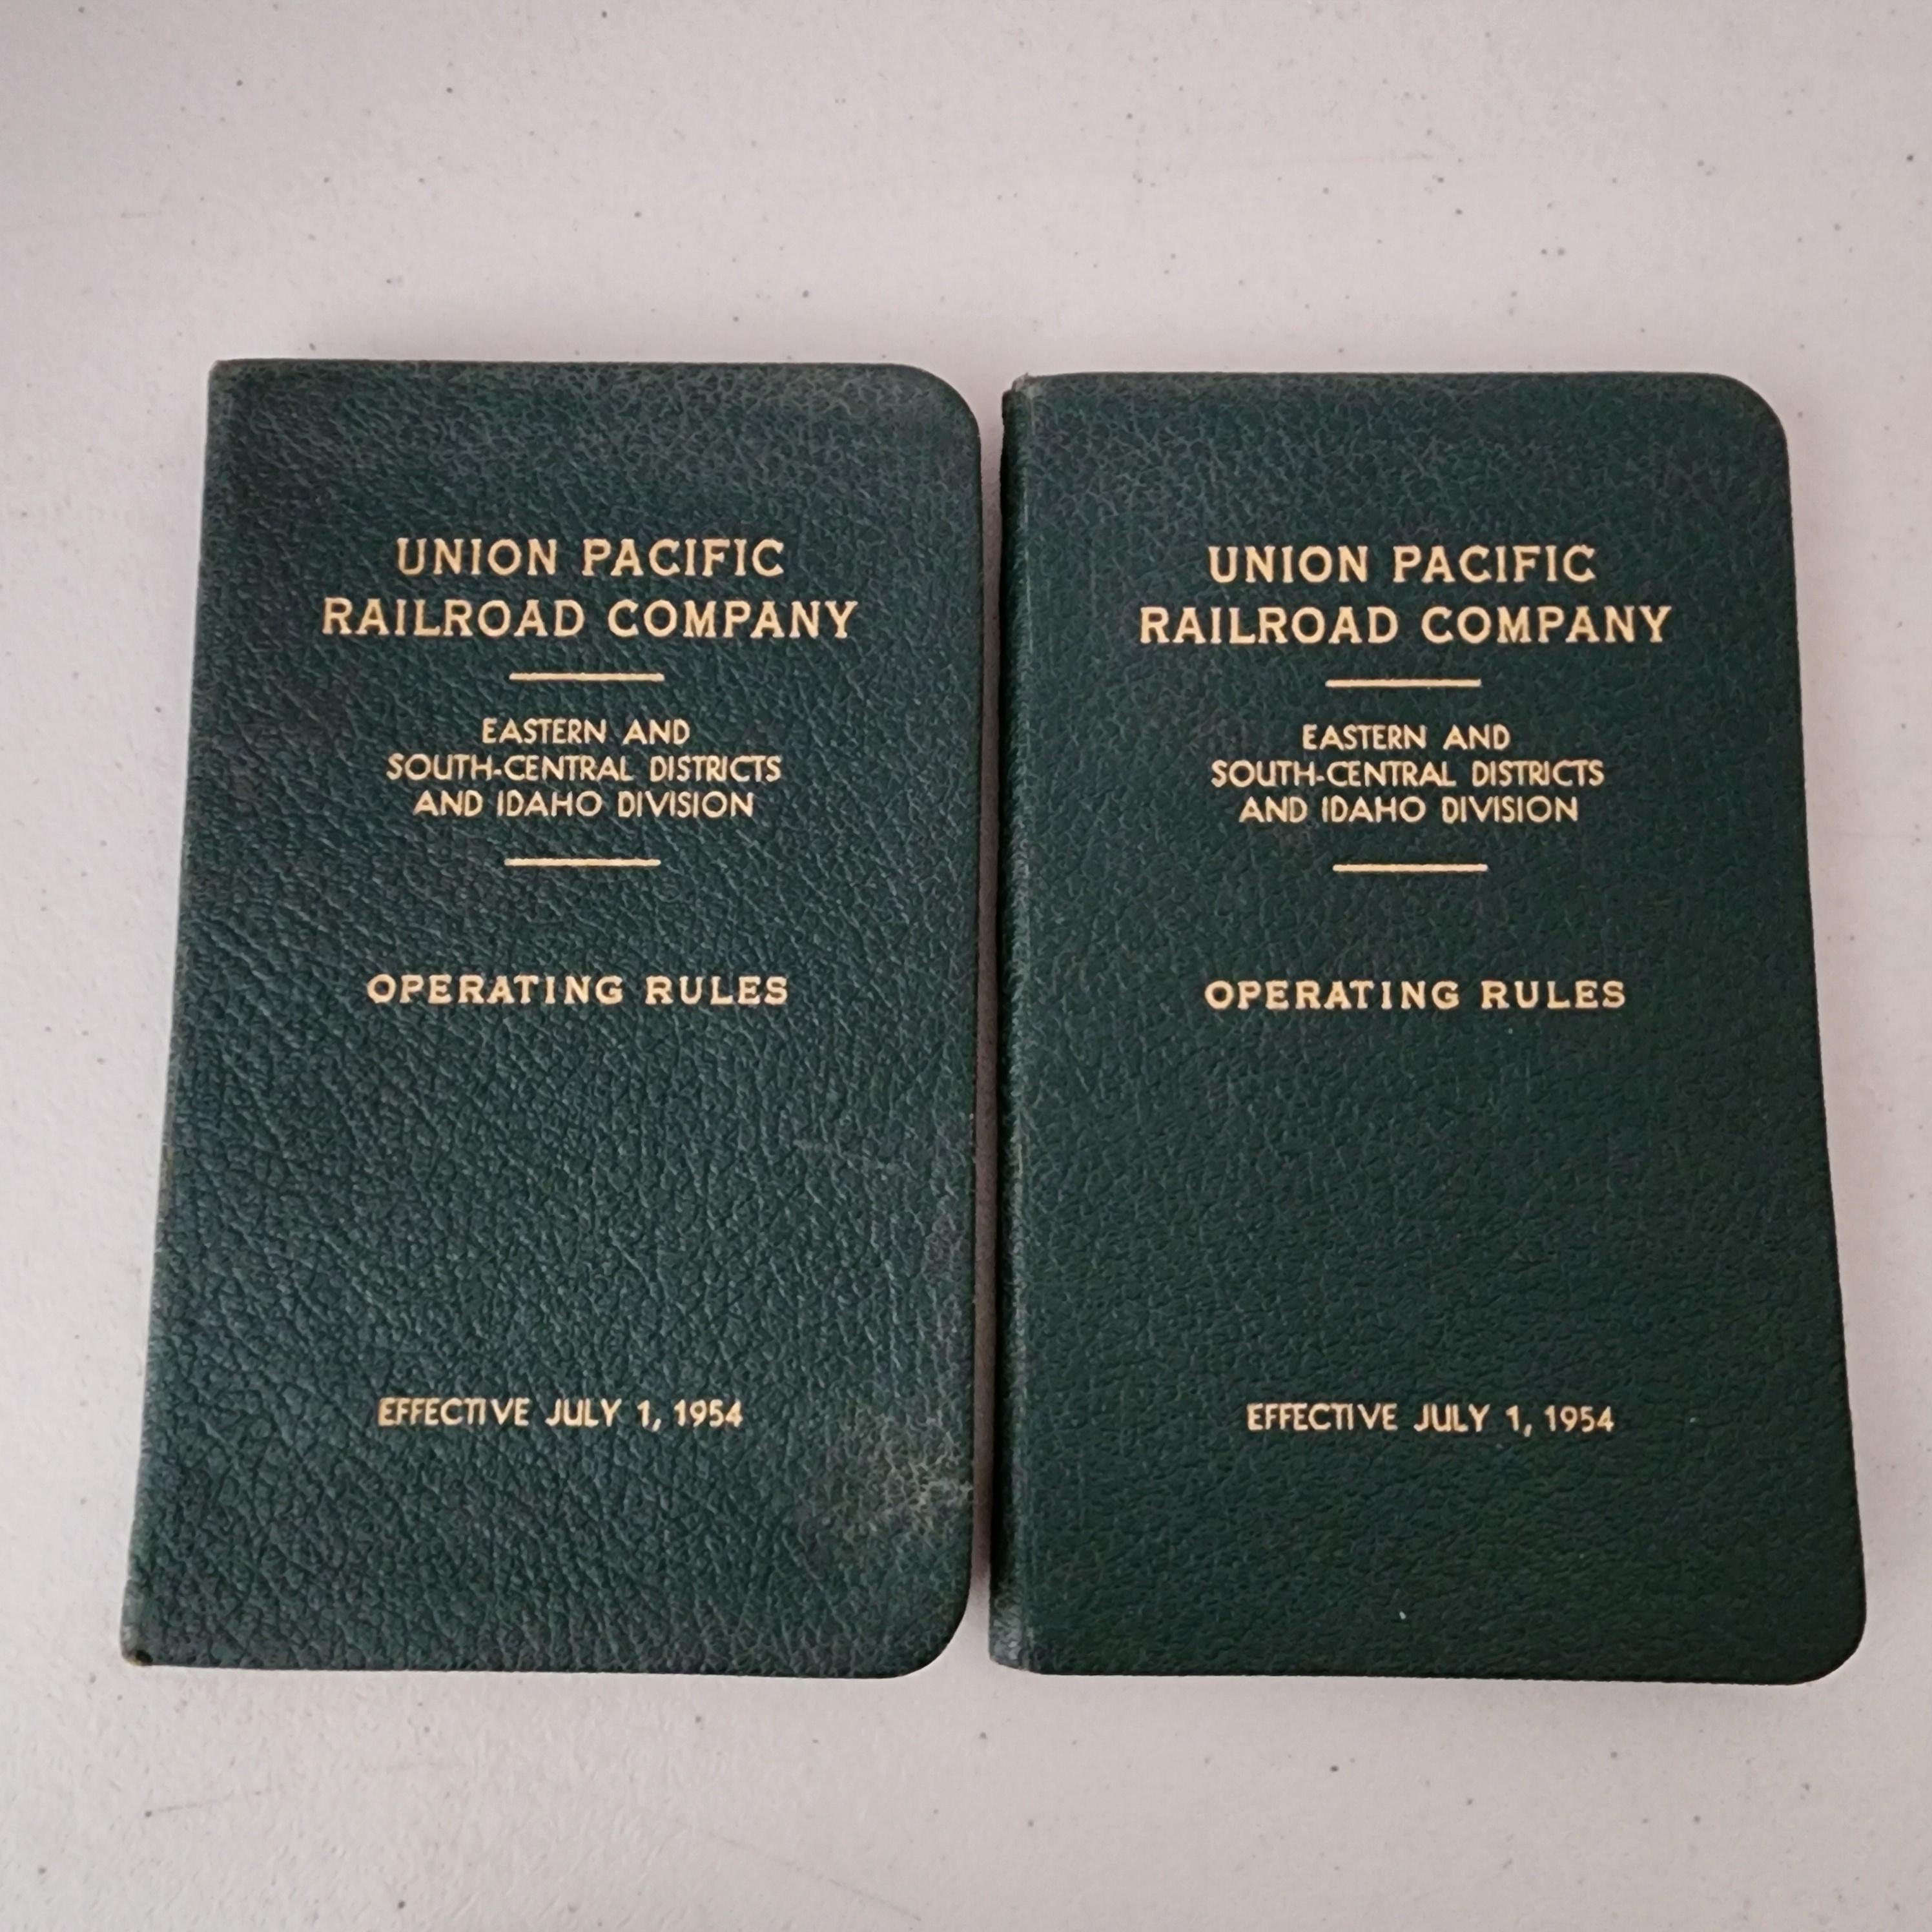 UNION PACIFIC
RAILROAD COMPANY
EASTERN AND
SOUTH-CENTRAL DISTRICTS
AND IDAHO DIVISION
OPERATING RULES
EFFECTIVE JULY 1, 1954
UNION PACIFIC
RAILROAD COMPANY
EASTERN AND
SOUTH-CENTRAL DISTRICTS
AND IDAHO DIVISION
OPERATING RULES
EFFECTIVE JULY 1, 1954